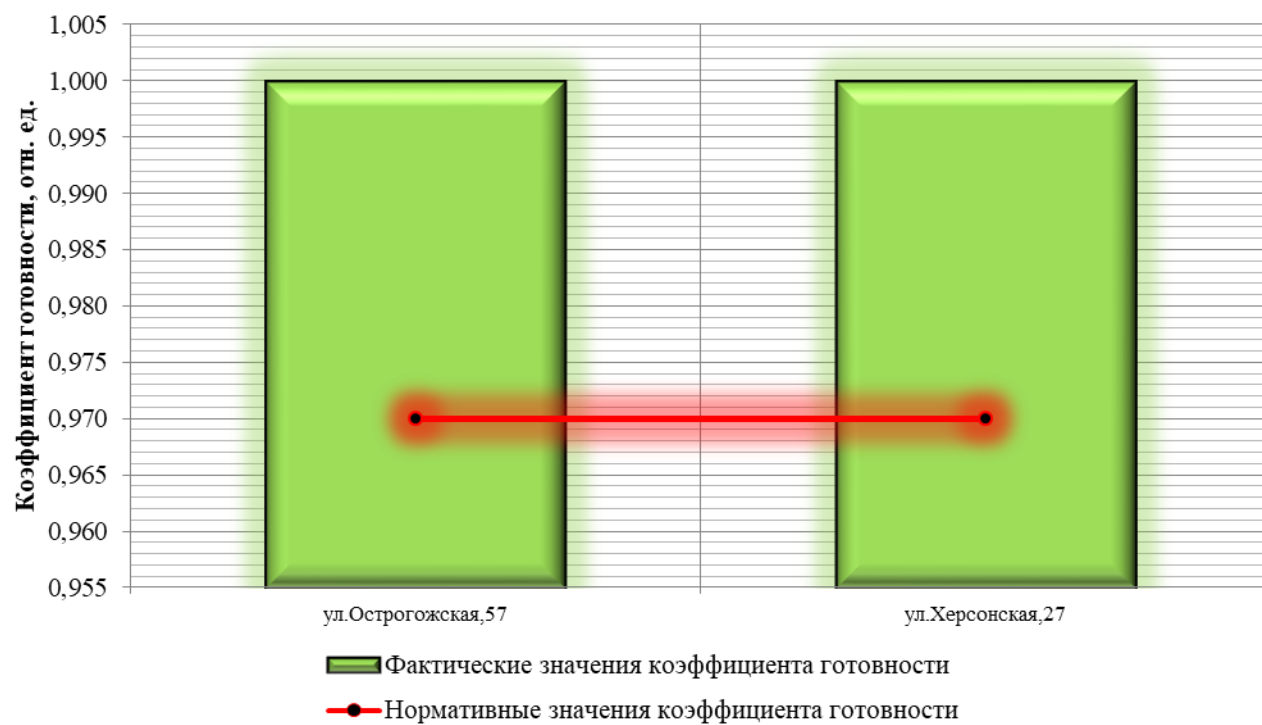 1,005
1,000
0,995
0,990
0,985
0,980
0,975
0,970
0,965
0,960
0,955
Коэффициент готовности, отн. ед.
ул.Острогожская,57
ул.Херсонская,27
Фактические значения коэффициента готовности
Нормативные значения коэффициента готовности